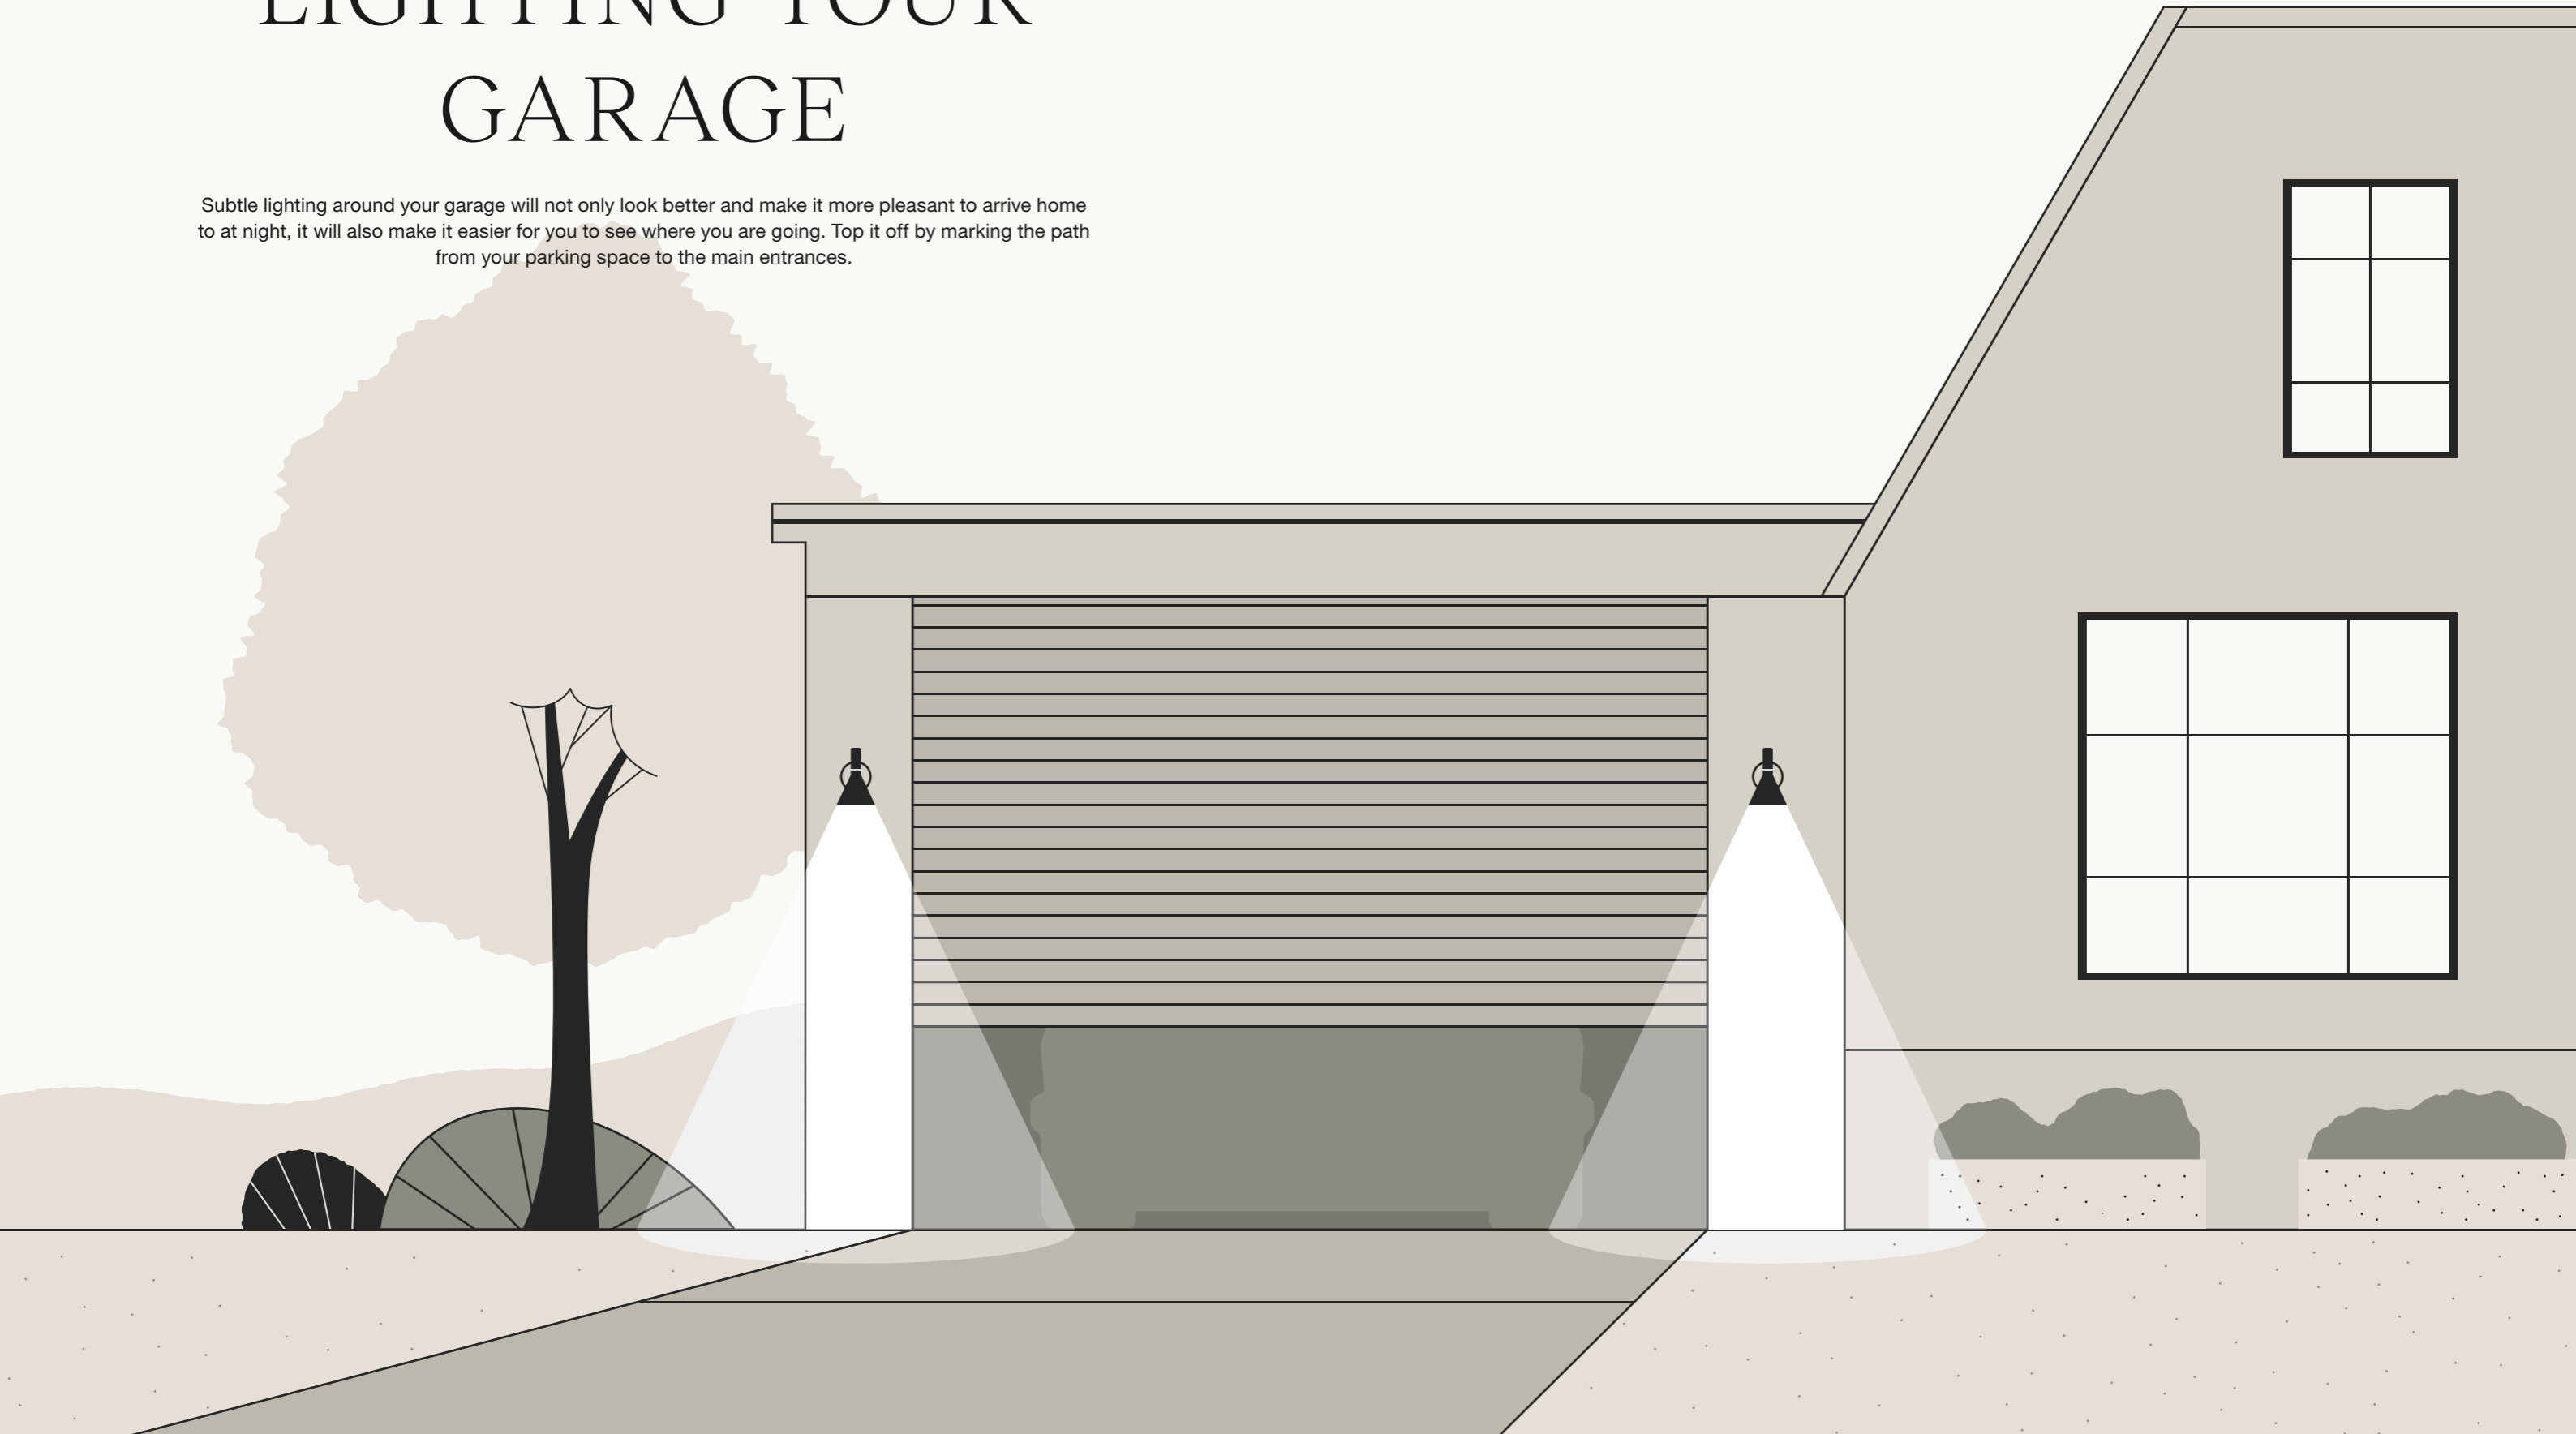 LIGHTING YOUR
GARAGE
Subtle lighting around your garage will not only look better and make it more pleasant to arrive home
to at night, it will also make it easier for you to see where you are going. Top it off by marking the path
from your parking space to the main entrances.